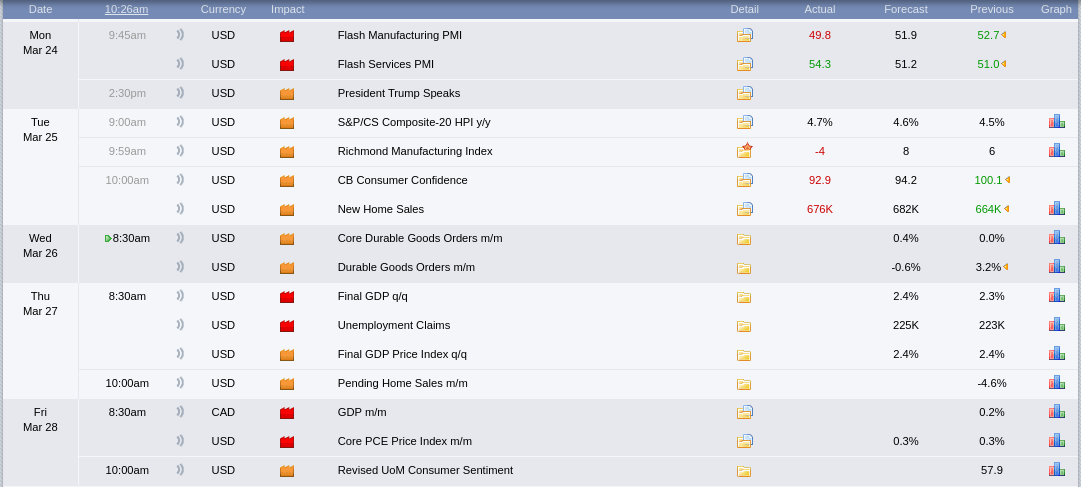 Date 10:26am Currency Impact Detail Actual Forecast Previous Graph
Mon 9:45am USD Flash Manufacturing PMI 49.8 51.9 52.7
Mar 24
USD Flash Services PMI 54.3 51.2 51.0
2:30pm USD President Trump Speaks
Tue 9:00am USD S&P/CS Composite-20 HPI y/y 4.7% 4.6% 4.5%
Mar 25
9:59am USD Richmond Manufacturing Index -4 8 6
10:00am USD CB Consumer Confidence 92.9 94.2 100.1
USD New Home Sales 676K 682K 664K
Wed 8:30am USD Core Durable Goods Orders m/m 0.4% 0.0%
Mar 26
USD Durable Goods Orders m/m -0.6% 3.2%
Thu 8:30am USD Final GDP q/q 2.4% 2.3%
Mar 27
USD Unemployment Claims 225K 223K
USD Final GDP Price Index q/q 2.4% 2.4%
10:00am USD Pending Home Sales m/m -4.6%
Fri 8:30am CAD GDP m/m 0.2%
Mar 28
USD Core PCE Price Index m/m 0.3% 0.3%
10:00am USD Revised UoM Consumer Sentiment 57.9